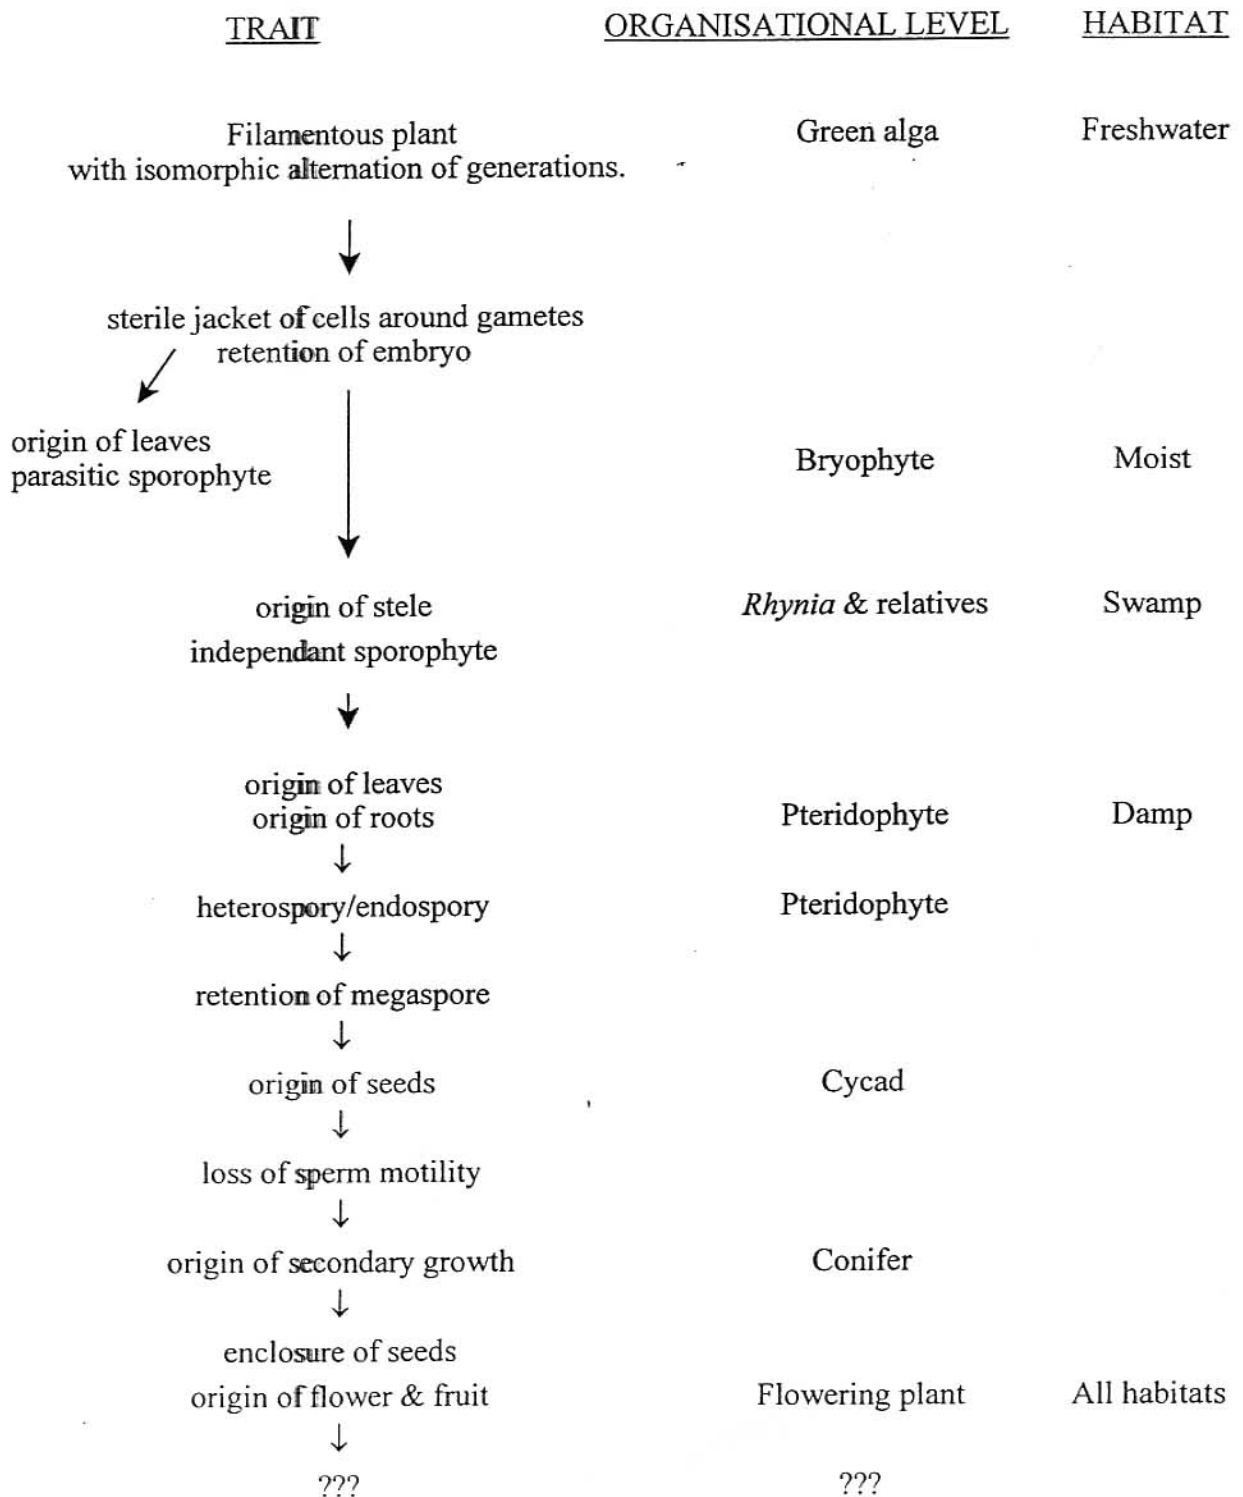 TRAIT ORGANISATIONAL LEVEL HABITAT
Filamentous plant Green alga Freshwater
with isomorphic alternation of generations.
sterile jacket of cells around gametes
retention of embryo
origin of leaves
parasitic sporophyte Bryophyte Moist
origin of stele Rhynia & relatives Swamp
independant sporophyte
origin of leaves
origin of roots Pteridophyte Damp
heterospory/endospory Pteridophyte
retention of megaspore
origin of seeds Cycad
loss of sperm motility
origin of secondary growth Conifer
enclosure of seeds
origin of flower & fruit Flowering plant All habitats
??? ???